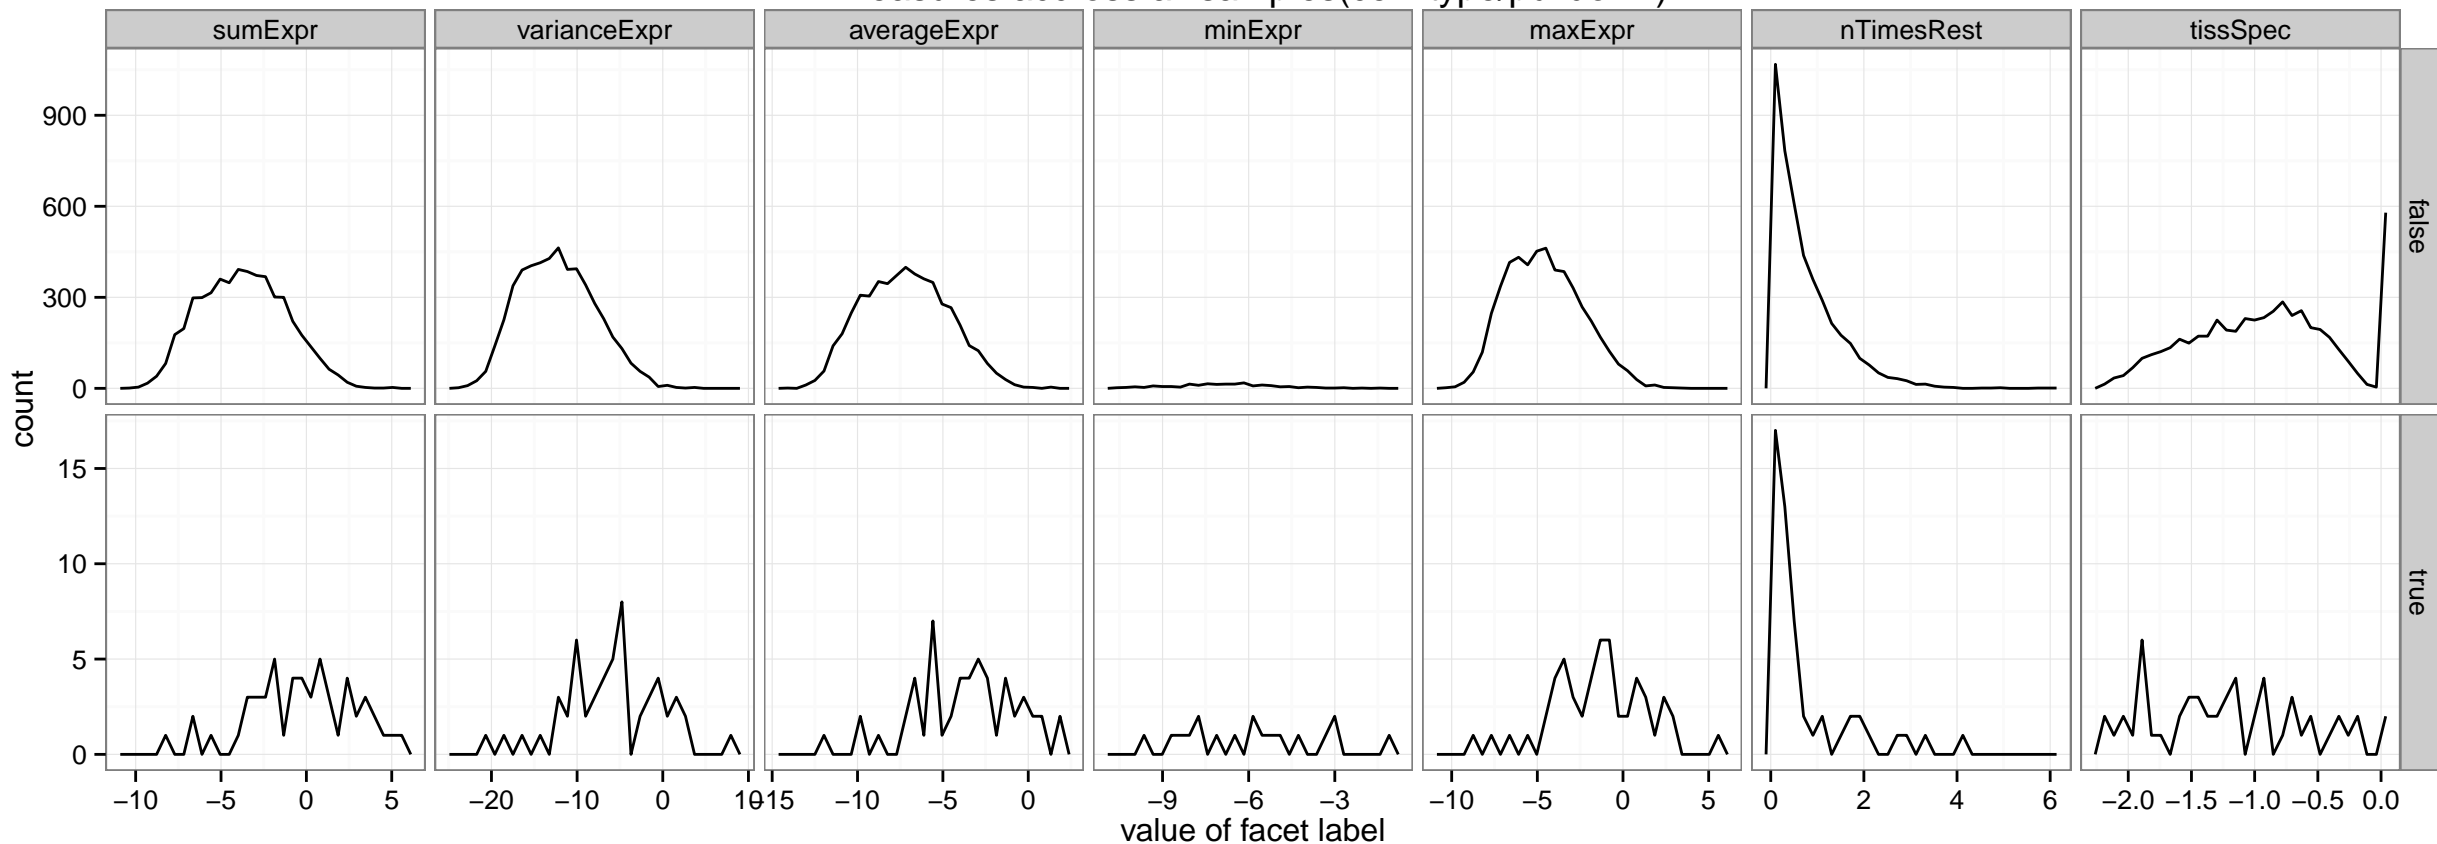 sumExpr varianceExpr averageExpr minExpr maxExpr nTimesRest tissSpec
900
600
300
0
false
15
10
5
0
true
count
−10 −5 0 5 −20 −10 0 10 −15 −10 −5 0 −9 −6 −3 −10 −5 0 5 0 2 4 6 −2.0 −1.5 −1.0 −0.5 0.0
value of facet label